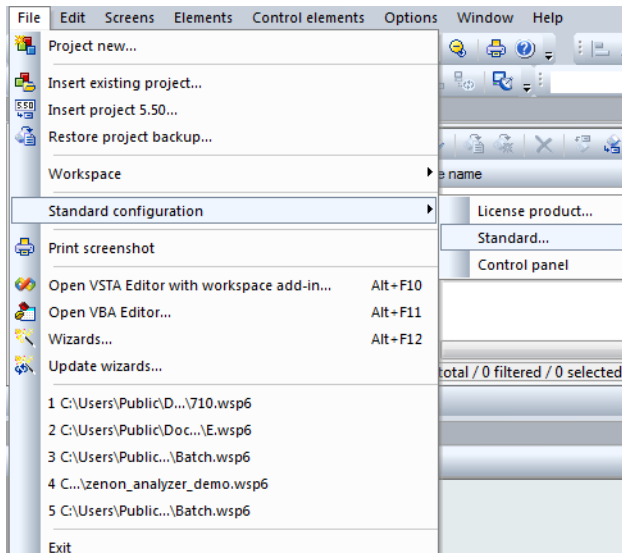 File Edit Screens Elements Control elements Options Window Help
Project new...
Insert existing project...
5.50
Insert project 5.50...
Restore project backup...
Workspace
e name
Standard configuration
License product...
Standard...
Control panel
Print screenshot
Open VSTA Editor with workspace add-in... Alt+F10
Open VBA Editor... Alt+F11
Wizards... Alt+F12
Update wizards...
total / 0 filtered / 0 selected
1 C:\Users\Public\D...\710.wsp6
2 C:\Users\Public\Doc...\E.wsp6
3 C:\Users\Public...\Batch.wsp6
4 C...\zenon_analyzer_demo.wsp6
5 C:\Users\Public...\Batch.wsp6
Exit